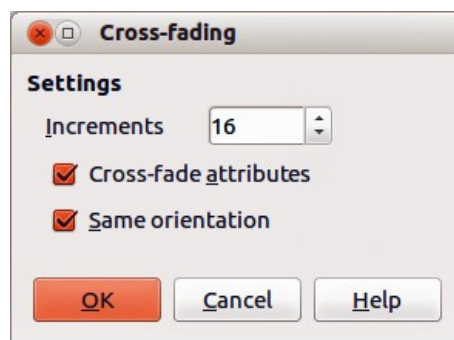 Cross-fading
Settings
Increments 16
Cross-fade attributes
Same orientation
OK Cancel Help